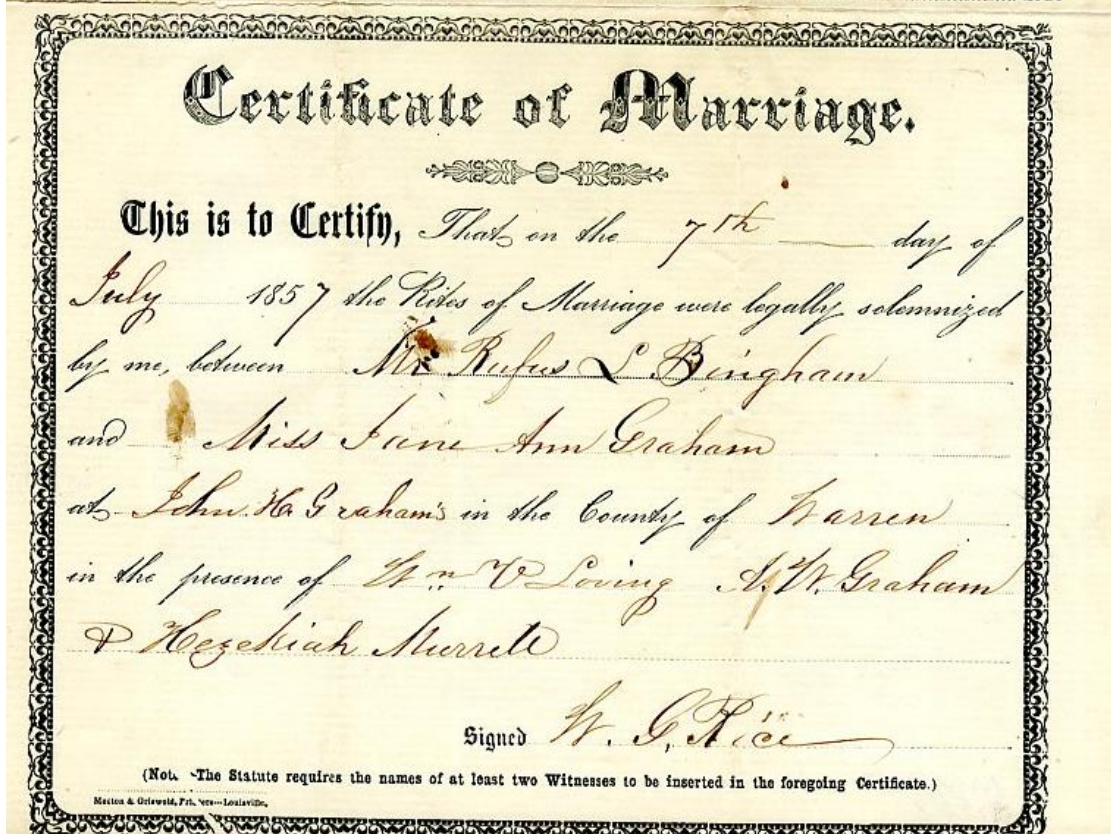 Certificate of Marriage.
This is to Certify, That on the 7th day of
July 1857 the Rites of Marriage were legally solemnized
by me, between Mr Rufus L Bingham
and Miss Jane Ann Graham
at John H. Graham's in the County of Warren
in the presence of Wm V Loving A. W. Graham
& Hezekiah Murrell
Signed W. G. Rice
(Note. The Statute requires the names of at least two Witnesses to be inserted in the foregoing Certificate.)
Morton & Griswold, Louisville,